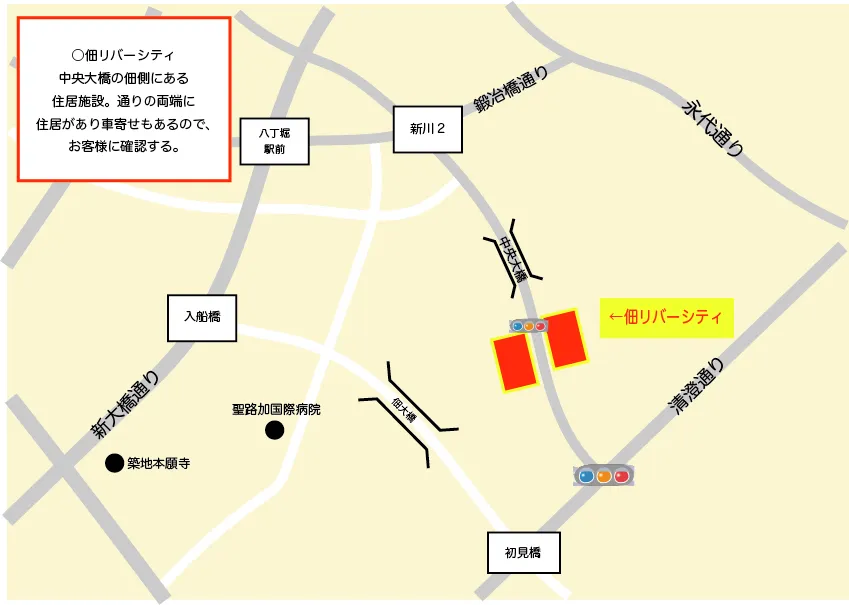 ○佃リバーシティ
中央大橋の佃側にある
住居施設。通りの両端に
住居があり車寄せもあるので、
お客様に確認する。
八丁堀
駅前
新川２
鍛冶橋通り
永代通り
中央大橋
入船橋
←佃リバーシティ
新大橋通り
清澄通り
聖路加国際病院
佃大橋
築地本願寺
初見橋